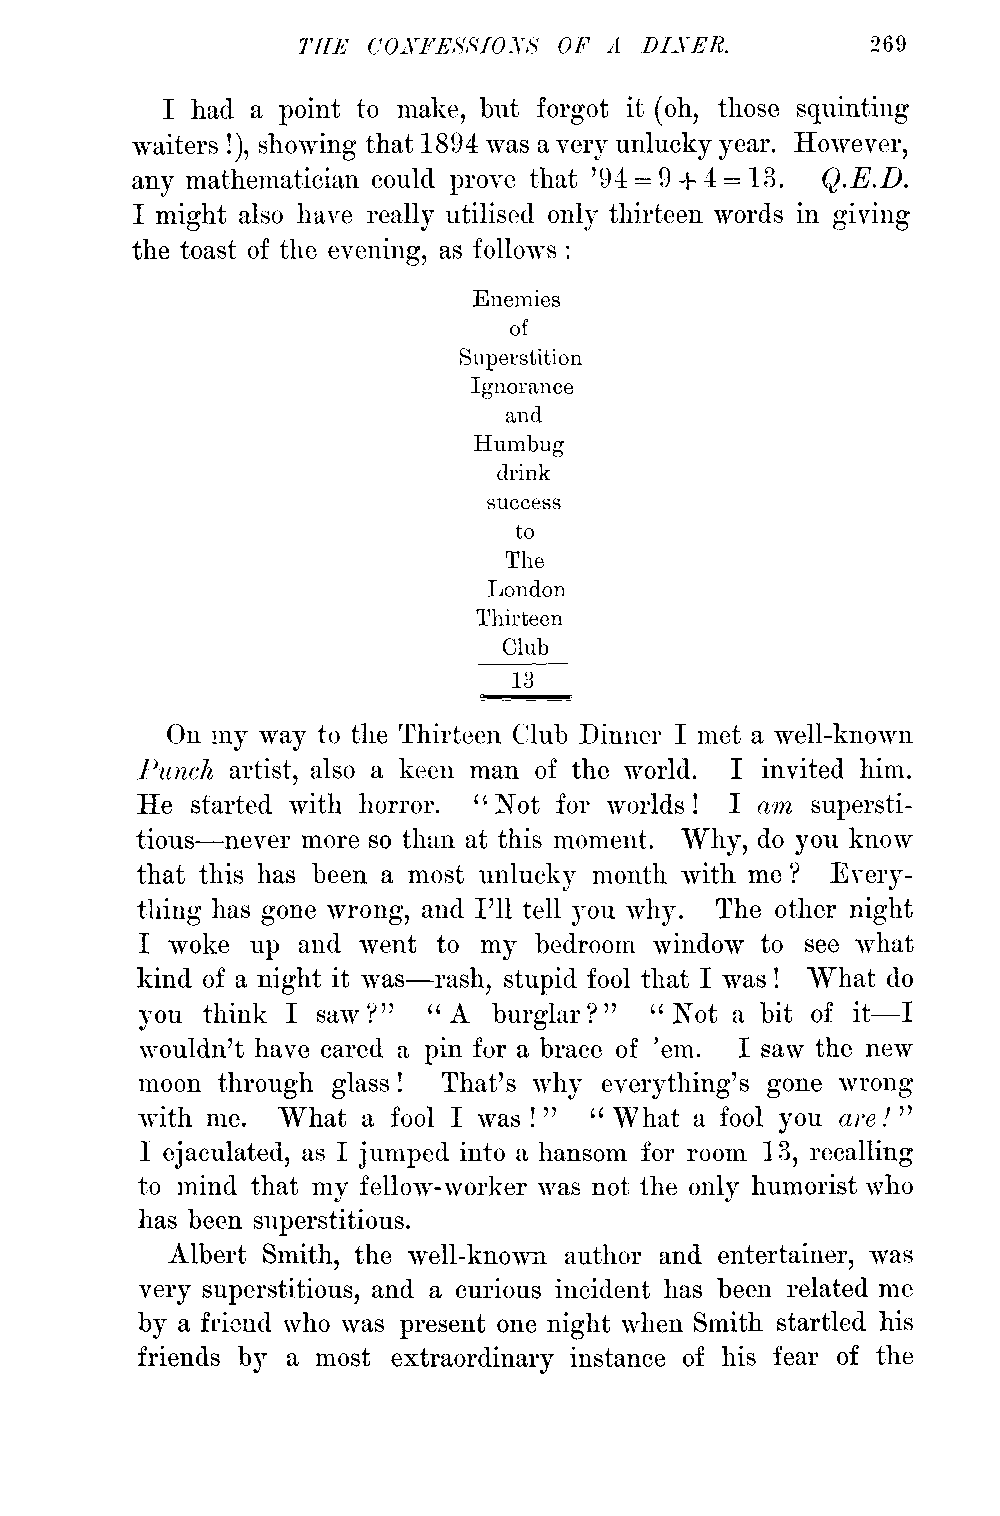 THE CONFESSIONS OF A DINER. 269
I had a point to make, but forgot it (oh, those squinting
waiters!), showing that 1894 was a very unlucky year. However,
any mathematician could prove that ’94 = 9 + 4 = 13. Q.E.D.
I might also have really utilised only thirteen words in giving
the toast of the evening, as follows:
Enemies
of
Superstition
Ignorance
and
Humbug
drink
success
to
The
London
Thirteen
Club
13
On my way to the Thirteen Club Dinner I met a well-known
Punch artist, also a keen man of the world. I invited him.
He started with horror. “Not for worlds! I am supersti-
tious—never more so than at this moment. Why, do you know
that this has been a most unlucky month with me? Every-
thing has gone wrong, and I’ll tell you why. The other night
I woke up and went to my bedroom window to see what
kind of a night it was—rash, stupid fool that I was! What do
you think I saw?” “A burglar?” “Not a bit of it—I
wouldn’t have cared a pin for a brace of ’em. I saw the new
moon through glass! That’s why everything’s gone wrong
with me. What a fool I was!” “What a fool you are!”
I ejaculated, as I jumped into a hansom for room 13, recalling
to mind that my fellow-worker was not the only humorist who
has been superstitious.
Albert Smith, the well-known author and entertainer, was
very superstitious, and a curious incident has been related me
by a friend who was present one night when Smith startled his
friends by a most extraordinary instance of his fear of the